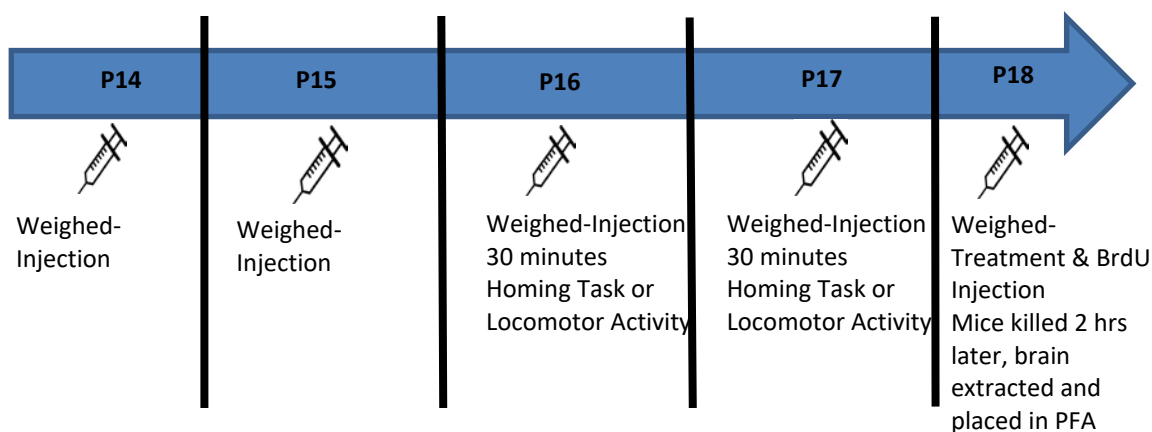 P14
P15
P16
P17
P18
Weighed-
Injection
Weighed-
Injection
Weighed-Injection
30 minutes
Homing Task or
Locomotor Activity
Weighed-Injection
30 minutes
Homing Task or
Locomotor Activity
Weighed-
Treatment & BrdU
Injection
Mice killed 2 hrs
later, brain
extracted and
placed in PFA